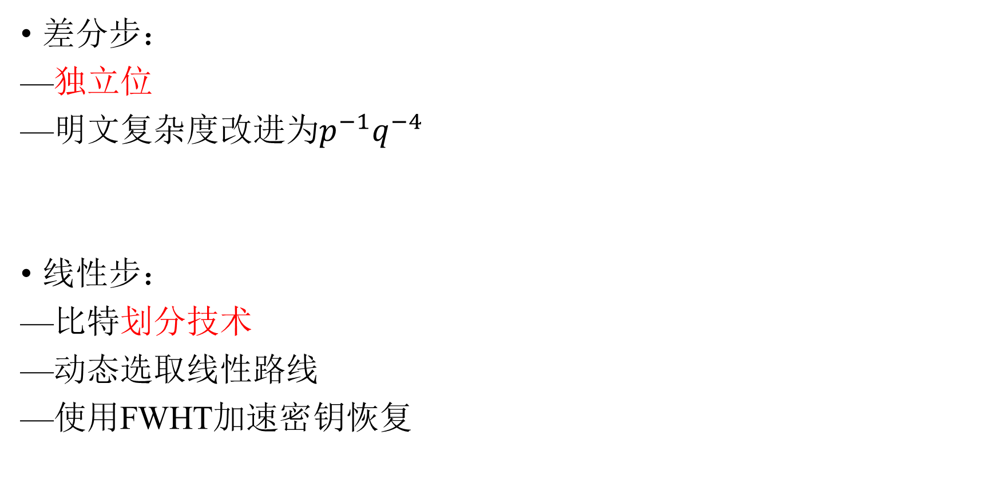 • 差分步：
—独立位
—明文复杂度改进为$p^{-1}q^{-4}$
• 线性步：
—比特划分技术
—动态选取线性路线
—使用FWHT加速密钥恢复